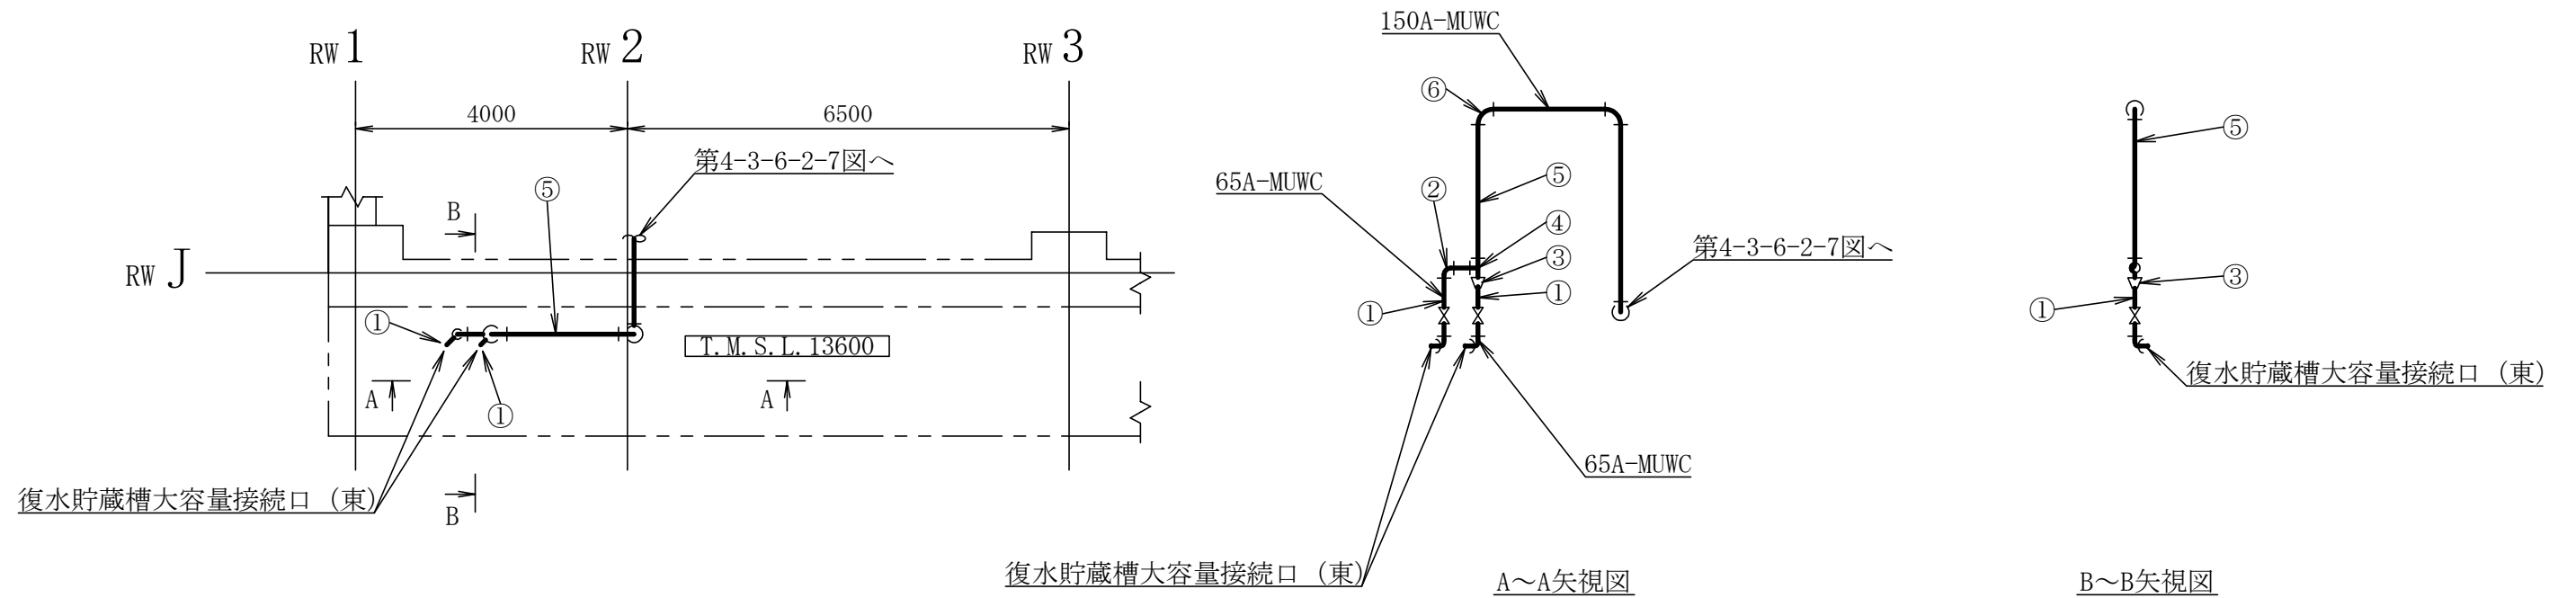 RW 1
RW 2
RW 3
4000
6500
第4-3-6-2-7図へ
⑤
B
RW J
①
T.M.S.L.13600
A
A
①
復水貯蔵槽大容量接続口（東）
B
150A-MUWC
⑥
65A-MUWC
②
⑤
④
③
第4-3-6-2-7図へ
①
①
65A-MUWC
復水貯蔵槽大容量接続口（東）
A～A矢視図
⑤
③
①
復水貯蔵槽大容量接続口（東）
B～B矢視図